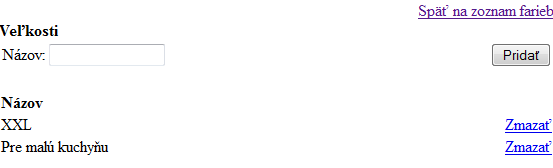 Späť na zoznam farieb
Veľkosti
Názov: Pridať
Názov
XXL Zmazať
Pre malú kuchyňu Zmazať